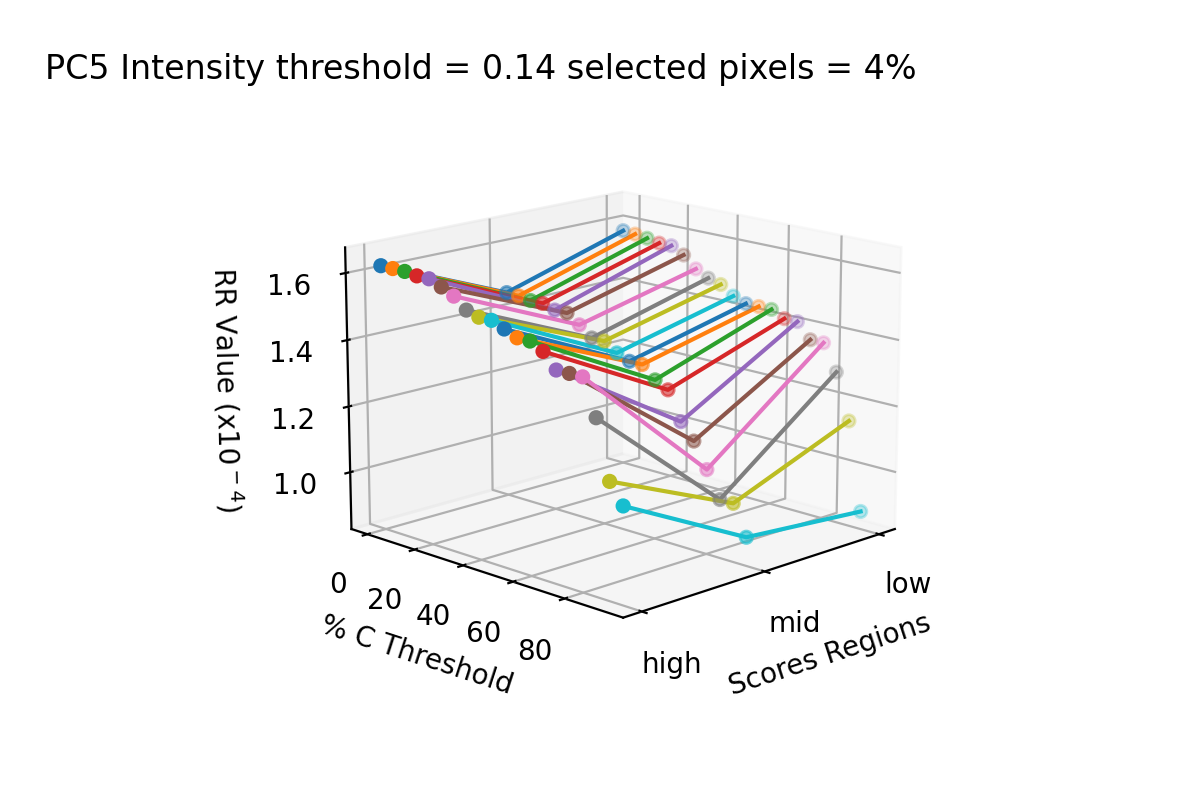 PC5 Intensity threshold = 0.14 selected pixels = 4%
RR Value (x10⁻⁴)
1.6
1.4
1.2
1.0
0
20
40
60
80
% C Threshold
high
mid
low
Scores Regions